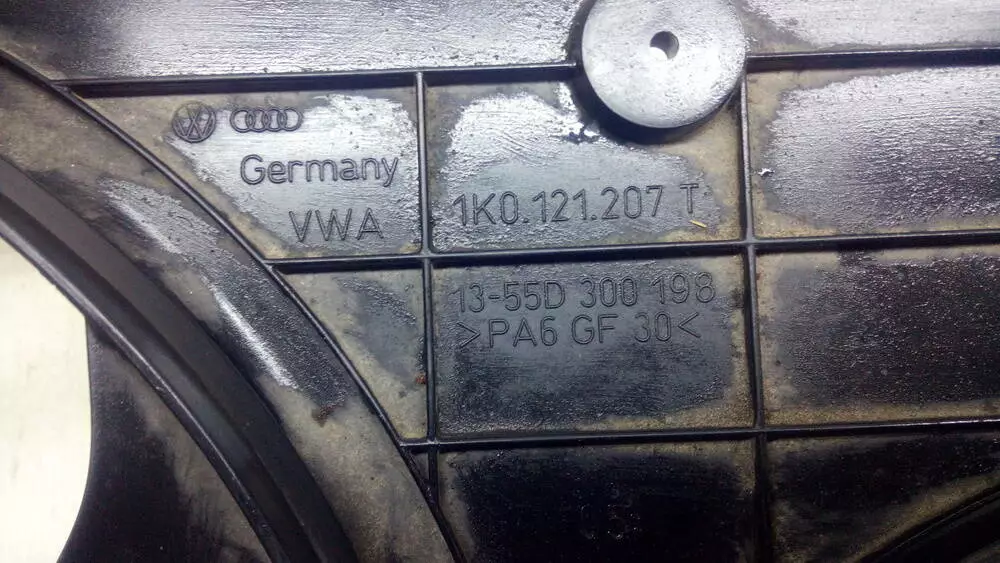 Germany
VWA
1K0.121.207 T
13-55D 300 198
>PA6 GF 30<